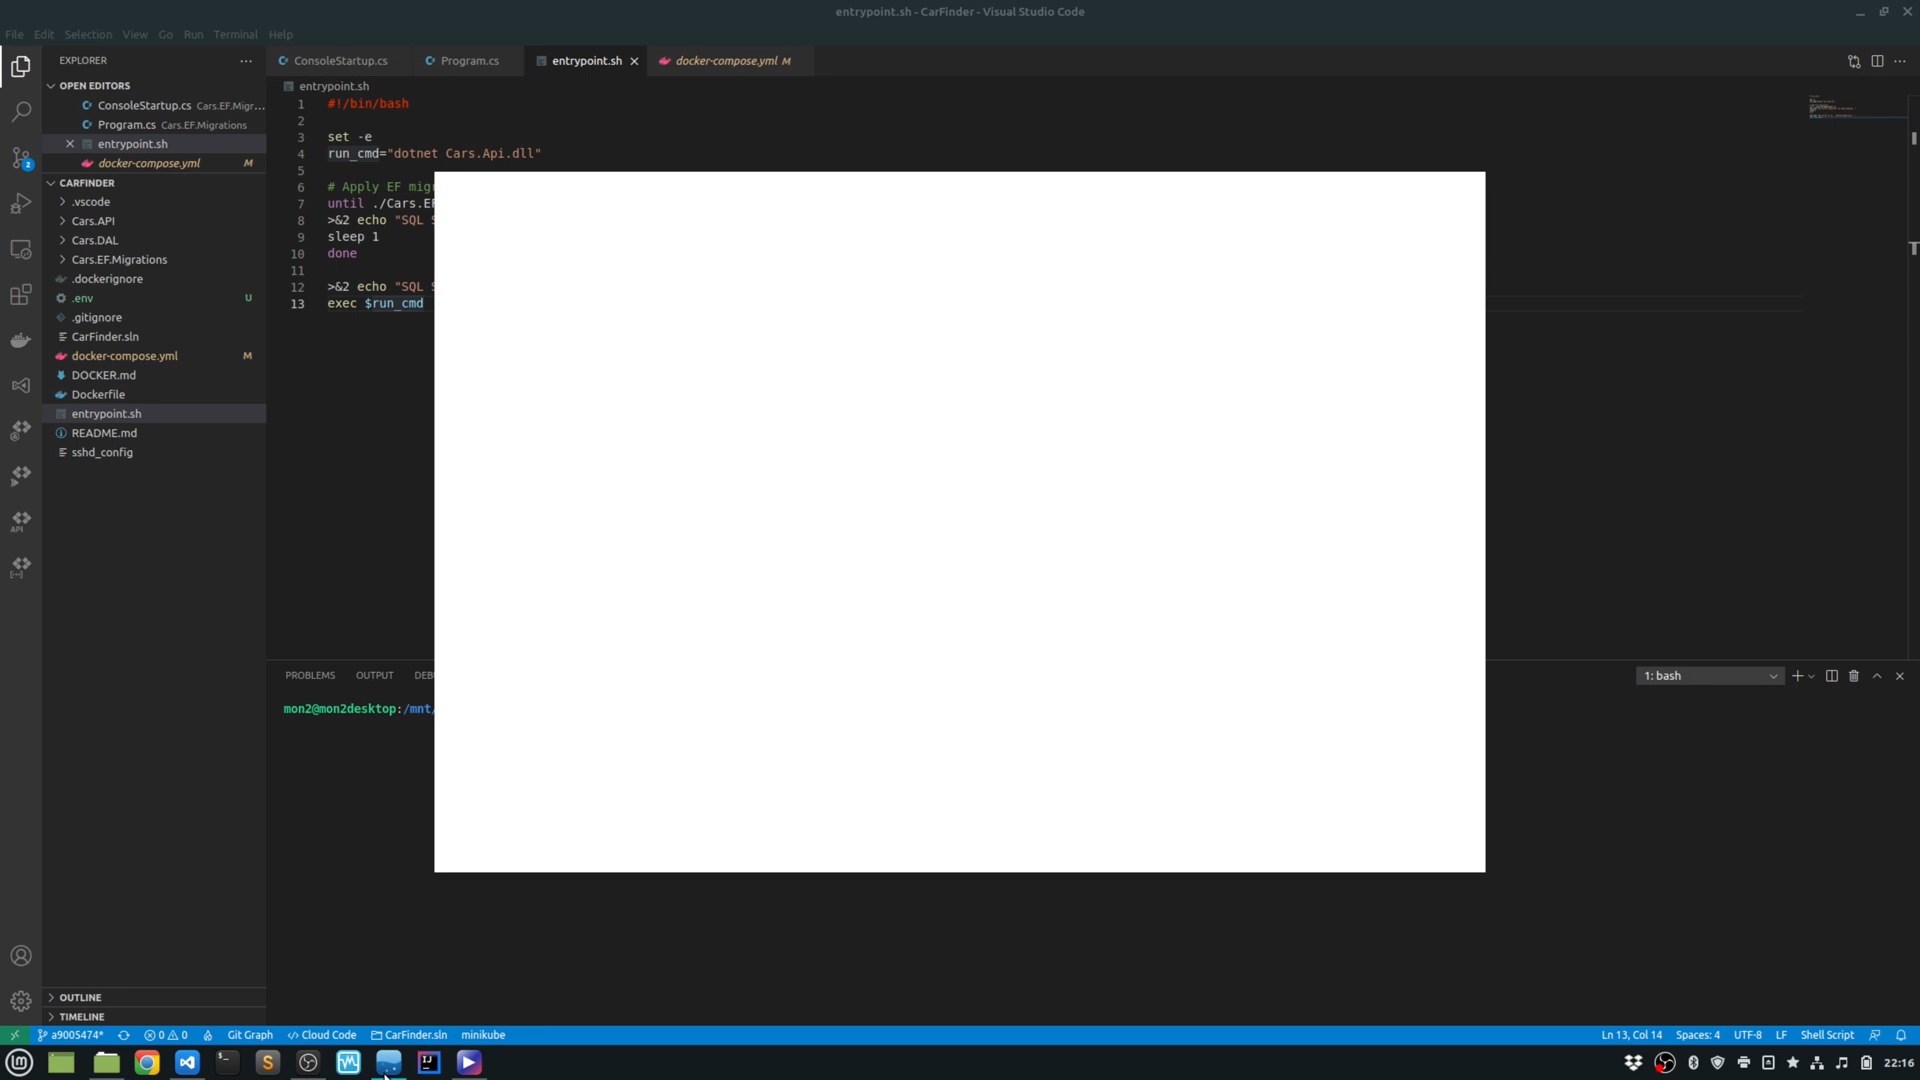 entrypoint.sh - CarFinder - Visual Studio Code
File Edit Selection View Go Run Terminal Help
EXPLORER
ConsoleStartup.cs
Program.cs
entrypoint.sh
docker-compose.yml M
OPEN EDITORS
ConsoleStartup.cs Cars.EF.Migr...
Program.cs Cars.EF.Migrations
entrypoint.sh
docker-compose.yml M
CARFINDER
.vscode
Cars.API
Cars.DAL
Cars.EF.Migrations
.dockerignore
.env U
.gitignore
CarFinder.sln
docker-compose.yml M
DOCKER.md
Dockerfile
entrypoint.sh
README.md
sshd_config
OUTLINE
TIMELINE
2
API
entrypoint.sh
1 #!/bin/bash
2
3 set -e
4 run_cmd="dotnet Cars.Api.dll"
5
6 # Apply EF migr
7 until ./Cars.EF
8 >&2 echo "SQL S
9 sleep 1
10 done
11
12 >&2 echo "SQL S
13 exec $run_cmd
PROBLEMS OUTPUT DEB
1: bash
mon2@mon2desktop:/mnt/
a9005474* 0 0 Git Graph Cloud Code CarFinder.sln minikube
Ln 13, Col 14 Spaces: 4 UTF-8 LF Shell Script
22:16